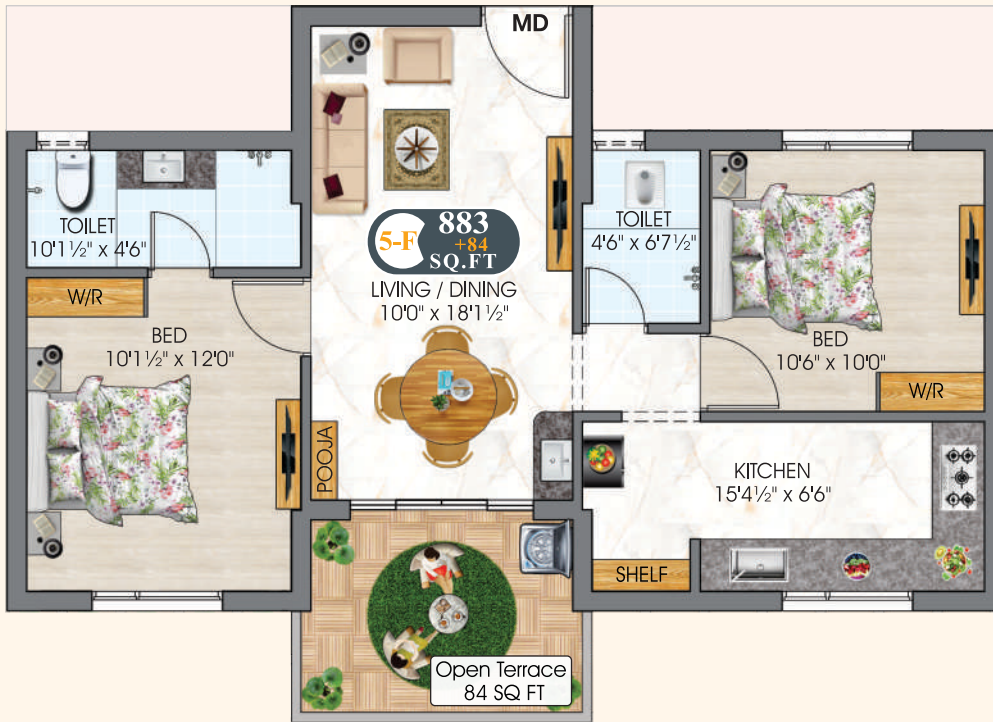 MD
TOILET
10'1½" x 4'6"
W/R
BED
10'1½" x 12'0"
5-F
883
+84
SQ.FT
LIVING / DINING
10'0" x 18'1½"
POOJA
TOILET
4'6" x 6'7½"
BED
10'6" x 10'0"
W/R
KITCHEN
15'4½" x 6'6"
SHELF
Open Terrace
84 SQ FT